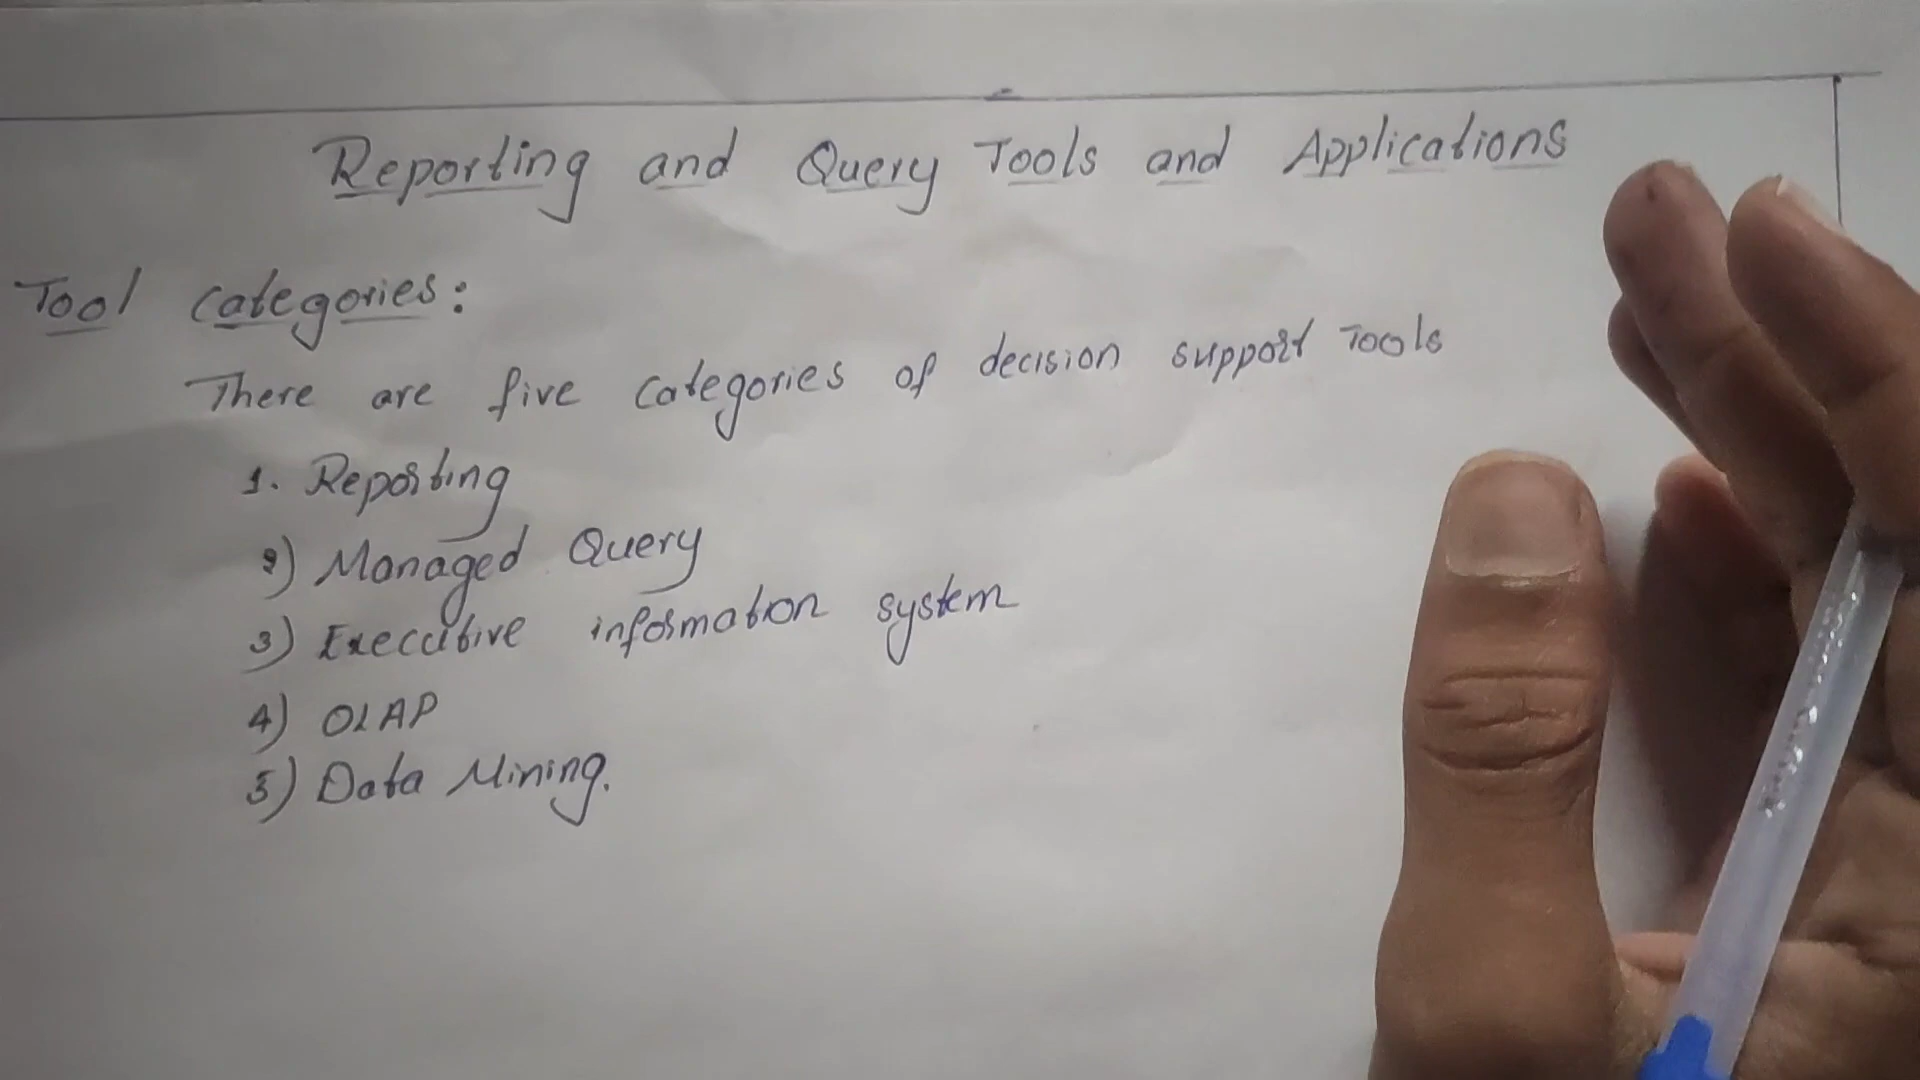 Reporting and Query Tools and Applications
Tool categories:
There are five categories of decision support Tools
1. Reporting
2) Managed Query
3) Executive information system
4) OLAP
5) Data Mining.